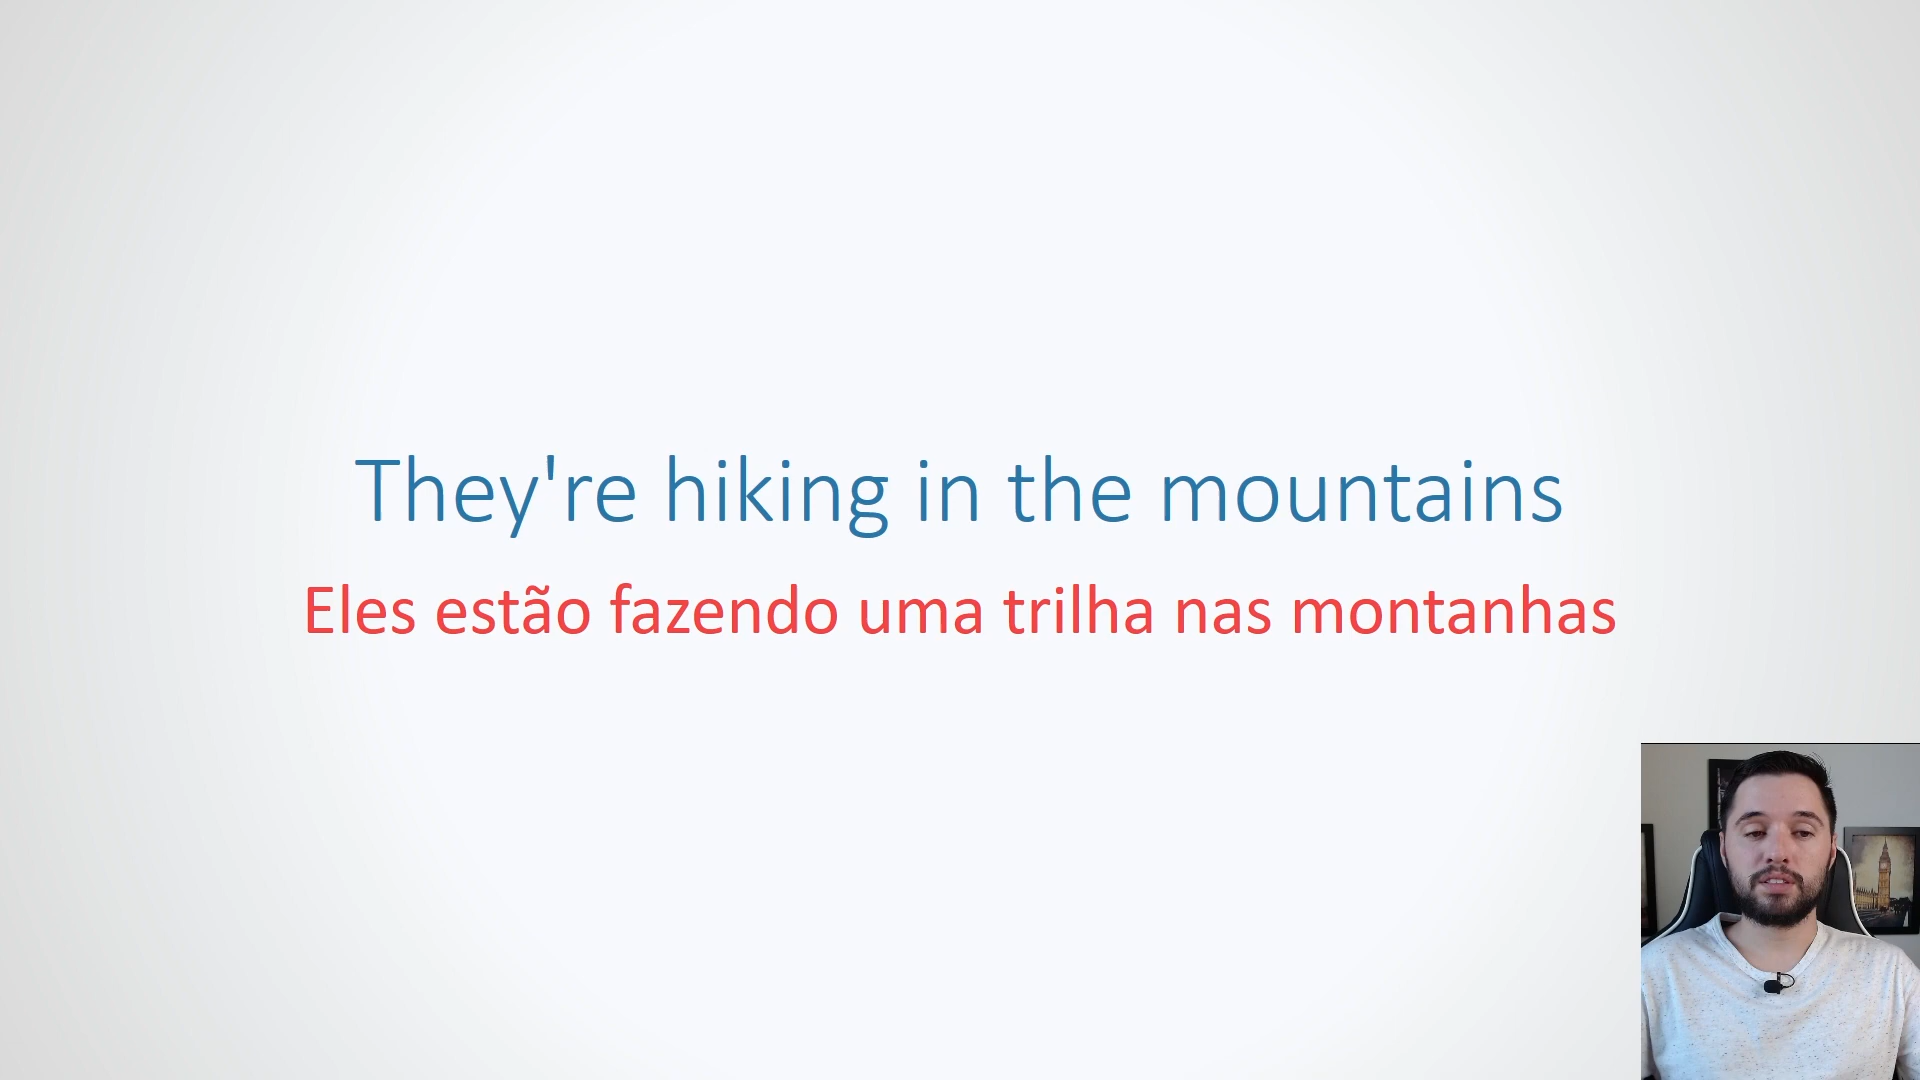 They're hiking in the mountains
Eles estão fazendo uma trilha nas montanhas